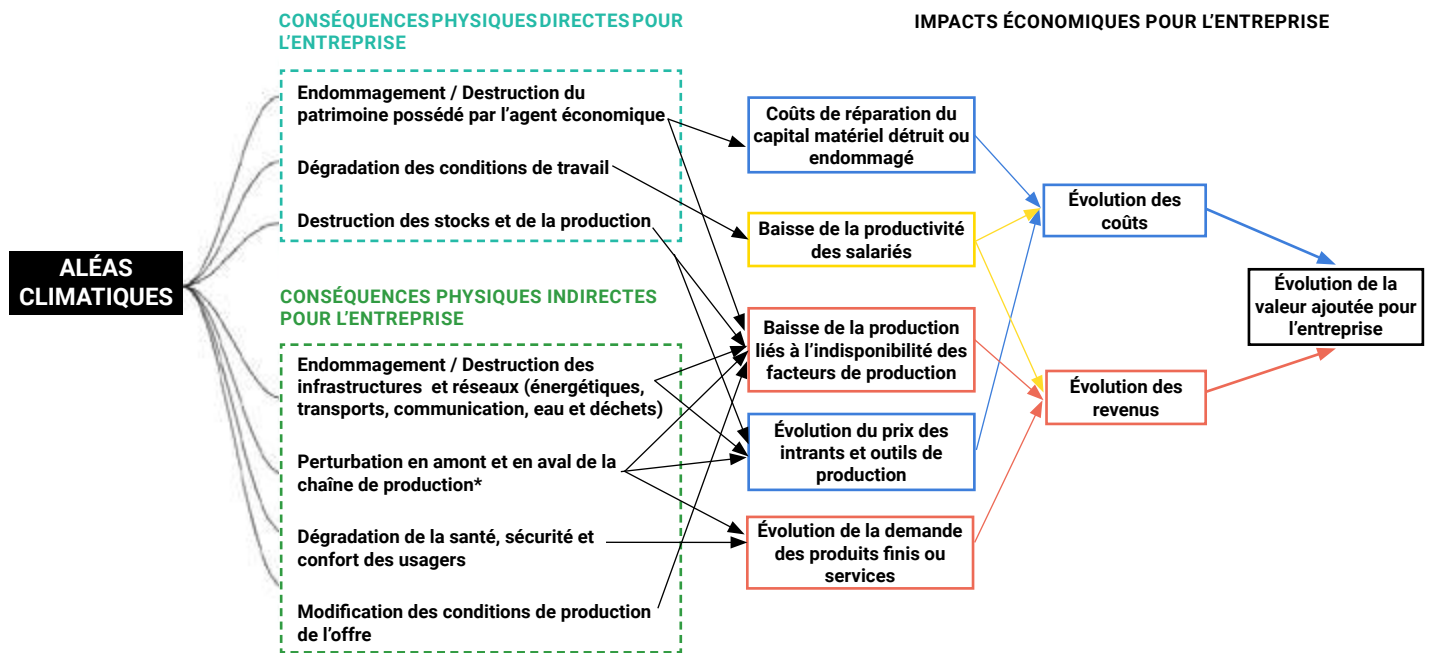 CONSÉQUENCES PHYSIQUES DIRECTES POUR
L'ENTREPRISE
IMPACTS ÉCONOMIQUES POUR L'ENTREPRISE
Endommagement / Destruction du
patrimoine possédé par l'agent économique
Dégradation des conditions de travail
Destruction des stocks et de la production
ALÉAS
CLIMATIQUES
CONSÉQUENCES PHYSIQUES INDIRECTES
POUR L'ENTREPRISE
Endommagement / Destruction des
infrastructures et réseaux (énergétiques,
transports, communication, eau et déchets)
Perturbation en amont et en aval de la
chaîne de production*
Dégradation de la santé, sécurité et
confort des usagers
Modification des conditions de production
de l'offre
Coûts de réparation du
capital matériel détruit ou
endommagé
Baisse de la productivité
des salariés
Baisse de la production
liés à l'indisponibilité des
facteurs de production
Évolution du prix des
intrants et outils de
production
Évolution de la demande
des produits finis ou
services
Évolution des
coûts
Évolution des
revenus
Évolution de la
valeur ajoutée pour
l'entreprise